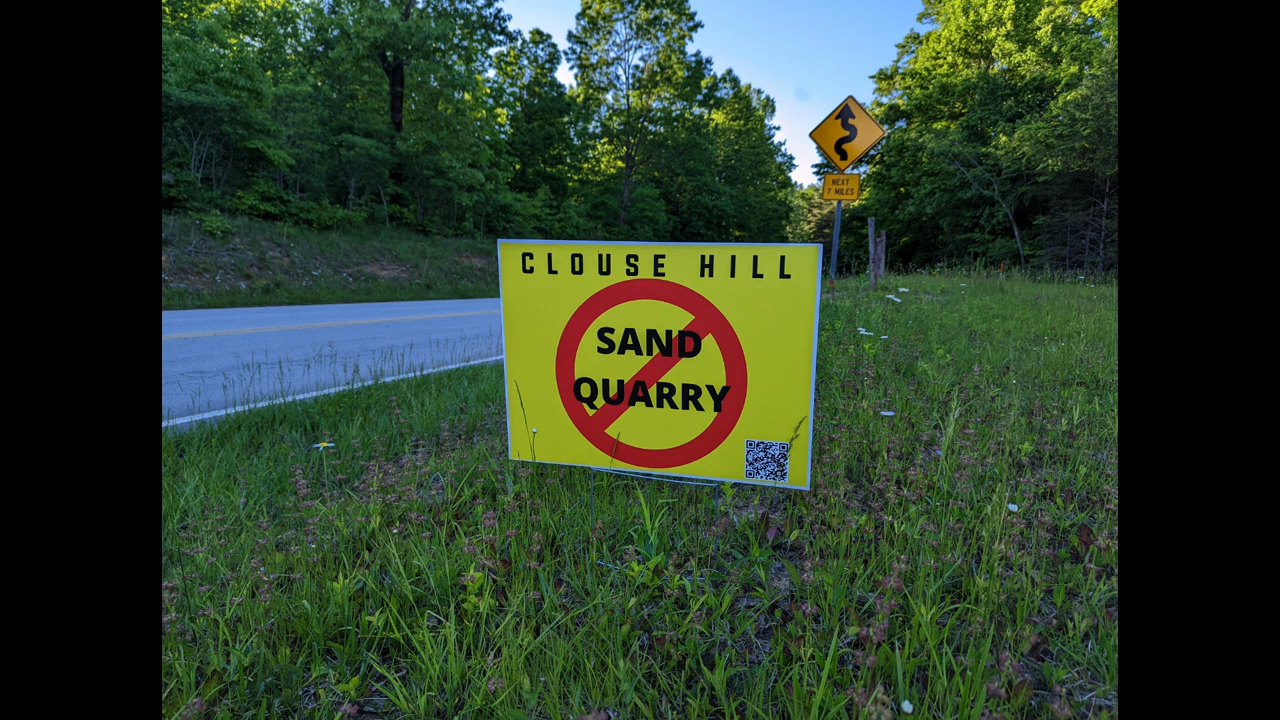 NEXT
7 MILES
CLOUSE HILL
SAND
QUARRY